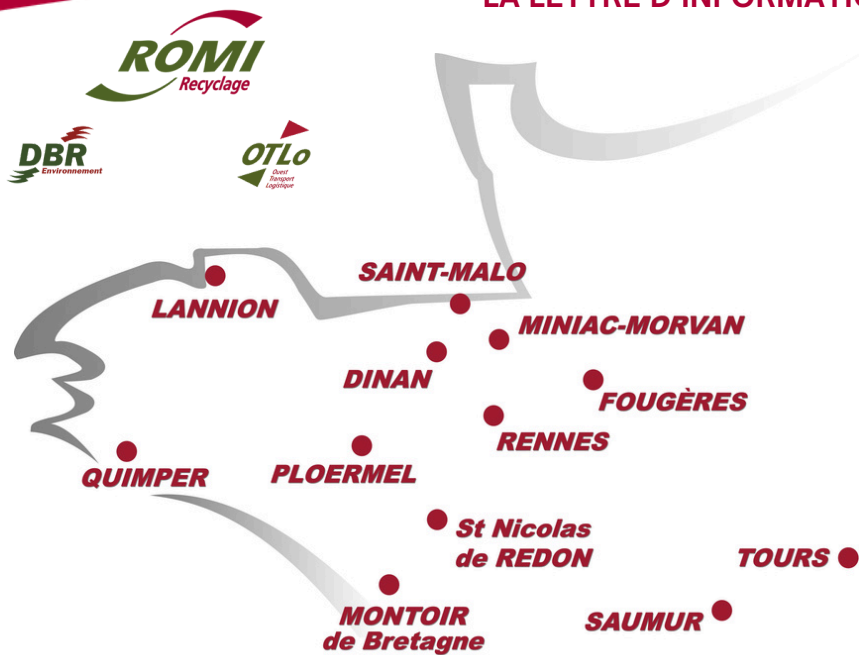 LA LETTRE D'INFORMATI
ROMI
Recyclage
DBR
Environnement
OTLo
Ouest
Transport
Logistique
SAINT-MALO
LANNION
MINIAC-MORVAN
DINAN
FOUGÈRES
RENNES
QUIMPER
PLOERMEL
St Nicolas
de REDON
TOURS
MONTOIR
de Bretagne
SAUMUR